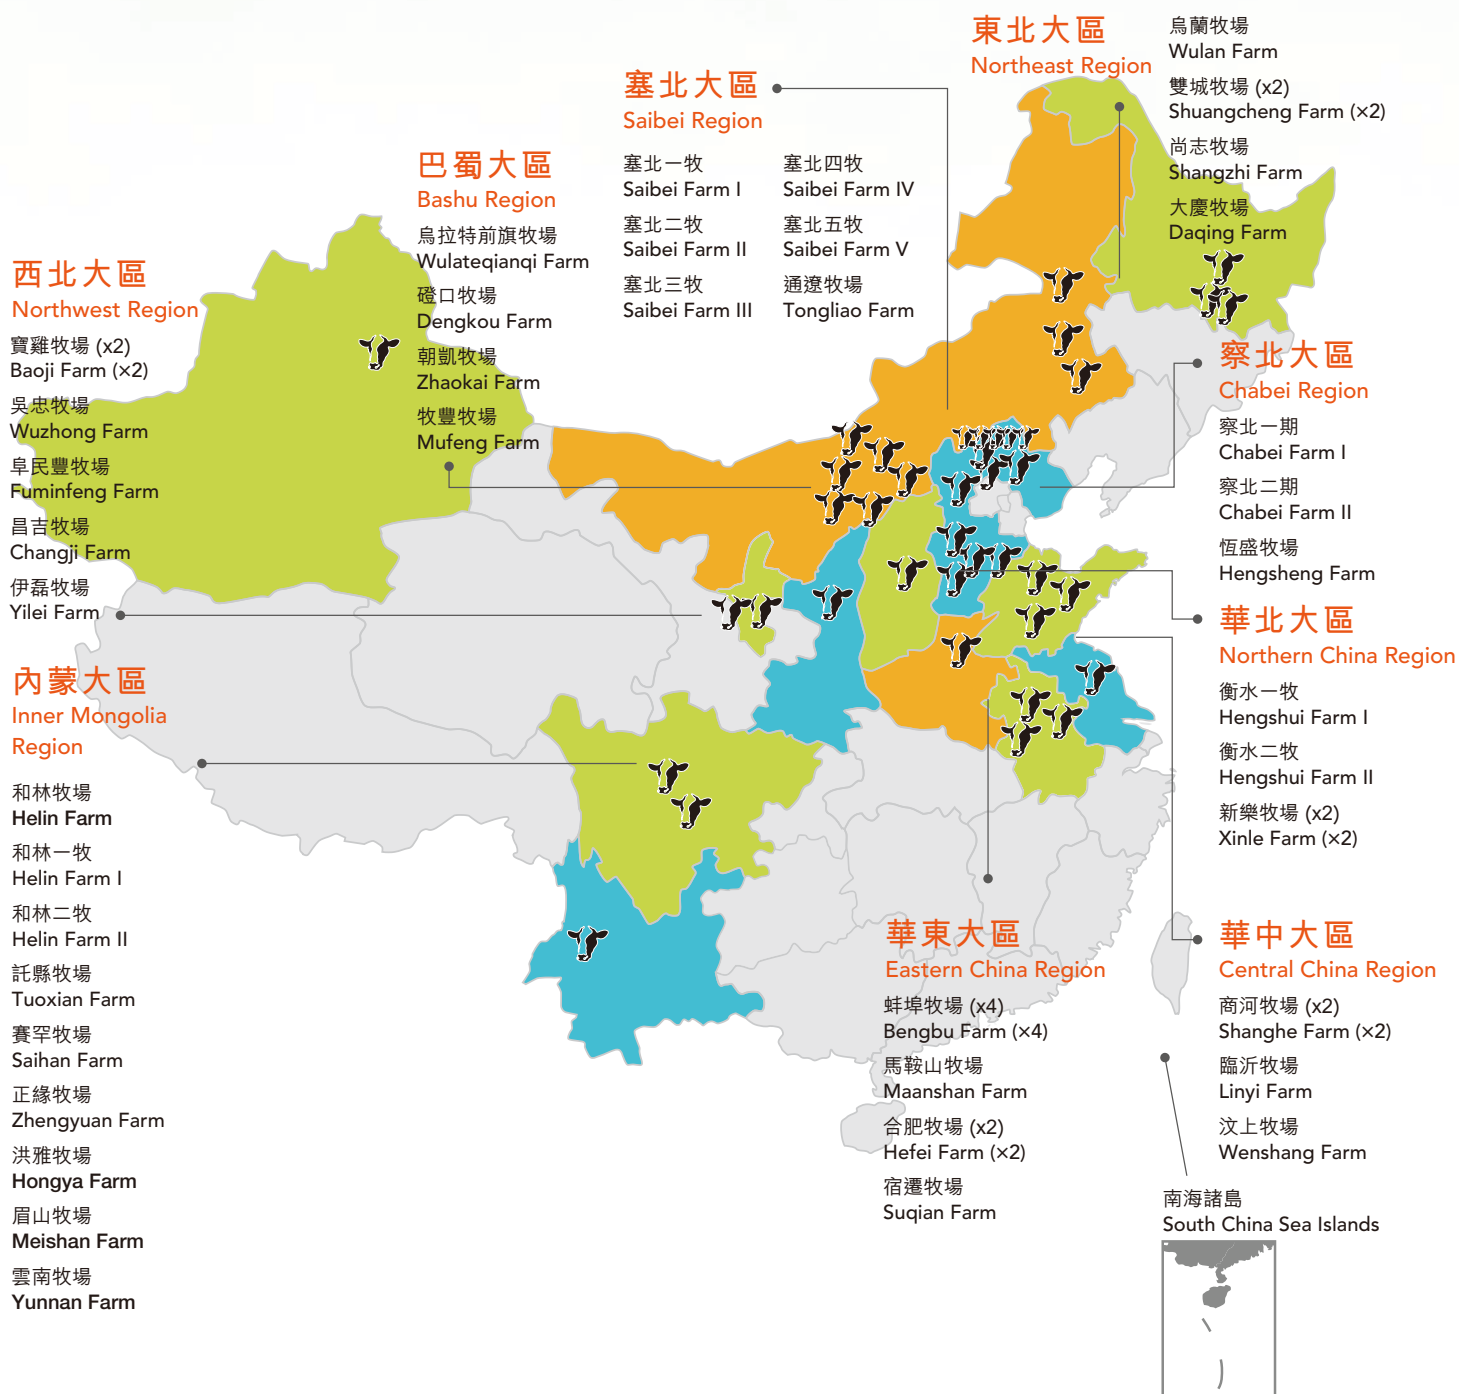 東北大區
Northeast Region
烏蘭牧場
Wulan Farm
雙城牧場 (x2)
Shuangcheng Farm (×2)
尚志牧場
Shangzhi Farm
大慶牧場
Daqing Farm
塞北大區
Saibei Region
塞北一牧
Saibei Farm I
塞北二牧
Saibei Farm II
塞北三牧
Saibei Farm III
塞北四牧
Saibei Farm IV
塞北五牧
Saibei Farm V
通遼牧場
Tongliao Farm
巴蜀大區
Bashu Region
烏拉特前旗牧場
Wulateqianqi Farm
磴口牧場
Dengkou Farm
朝凱牧場
Zhaokai Farm
牧豐牧場
Mufeng Farm
西北大區
Northwest Region
寶雞牧場 (x2)
Baoji Farm (×2)
吳忠牧場
Wuzhong Farm
阜民豐牧場
Fuminfeng Farm
昌吉牧場
Changji Farm
伊磊牧場
Yilei Farm
內蒙大區
Inner Mongolia
Region
和林牧場
Helin Farm
和林一牧
Helin Farm I
和林二牧
Helin Farm II
託縣牧場
Tuoxian Farm
賽罕牧場
Saihan Farm
正緣牧場
Zhengyuan Farm
洪雅牧場
Hongya Farm
眉山牧場
Meishan Farm
雲南牧場
Yunnan Farm
察北大區
Chabei Region
察北一期
Chabei Farm I
察北二期
Chabei Farm II
恆盛牧場
Hengsheng Farm
華北大區
Northern China Region
衡水一牧
Hengshui Farm I
衡水二牧
Hengshui Farm II
新樂牧場 (x2)
Xinle Farm (×2)
華東大區
Eastern China Region
蚌埠牧場 (x4)
Bengbu Farm (×4)
馬鞍山牧場
Maanshan Farm
合肥牧場 (x2)
Hefei Farm (×2)
宿遷牧場
Suqian Farm
華中大區
Central China Region
商河牧場 (x2)
Shanghe Farm (×2)
臨沂牧場
Linyi Farm
汶上牧場
Wenshang Farm
南海諸島
South China Sea Islands